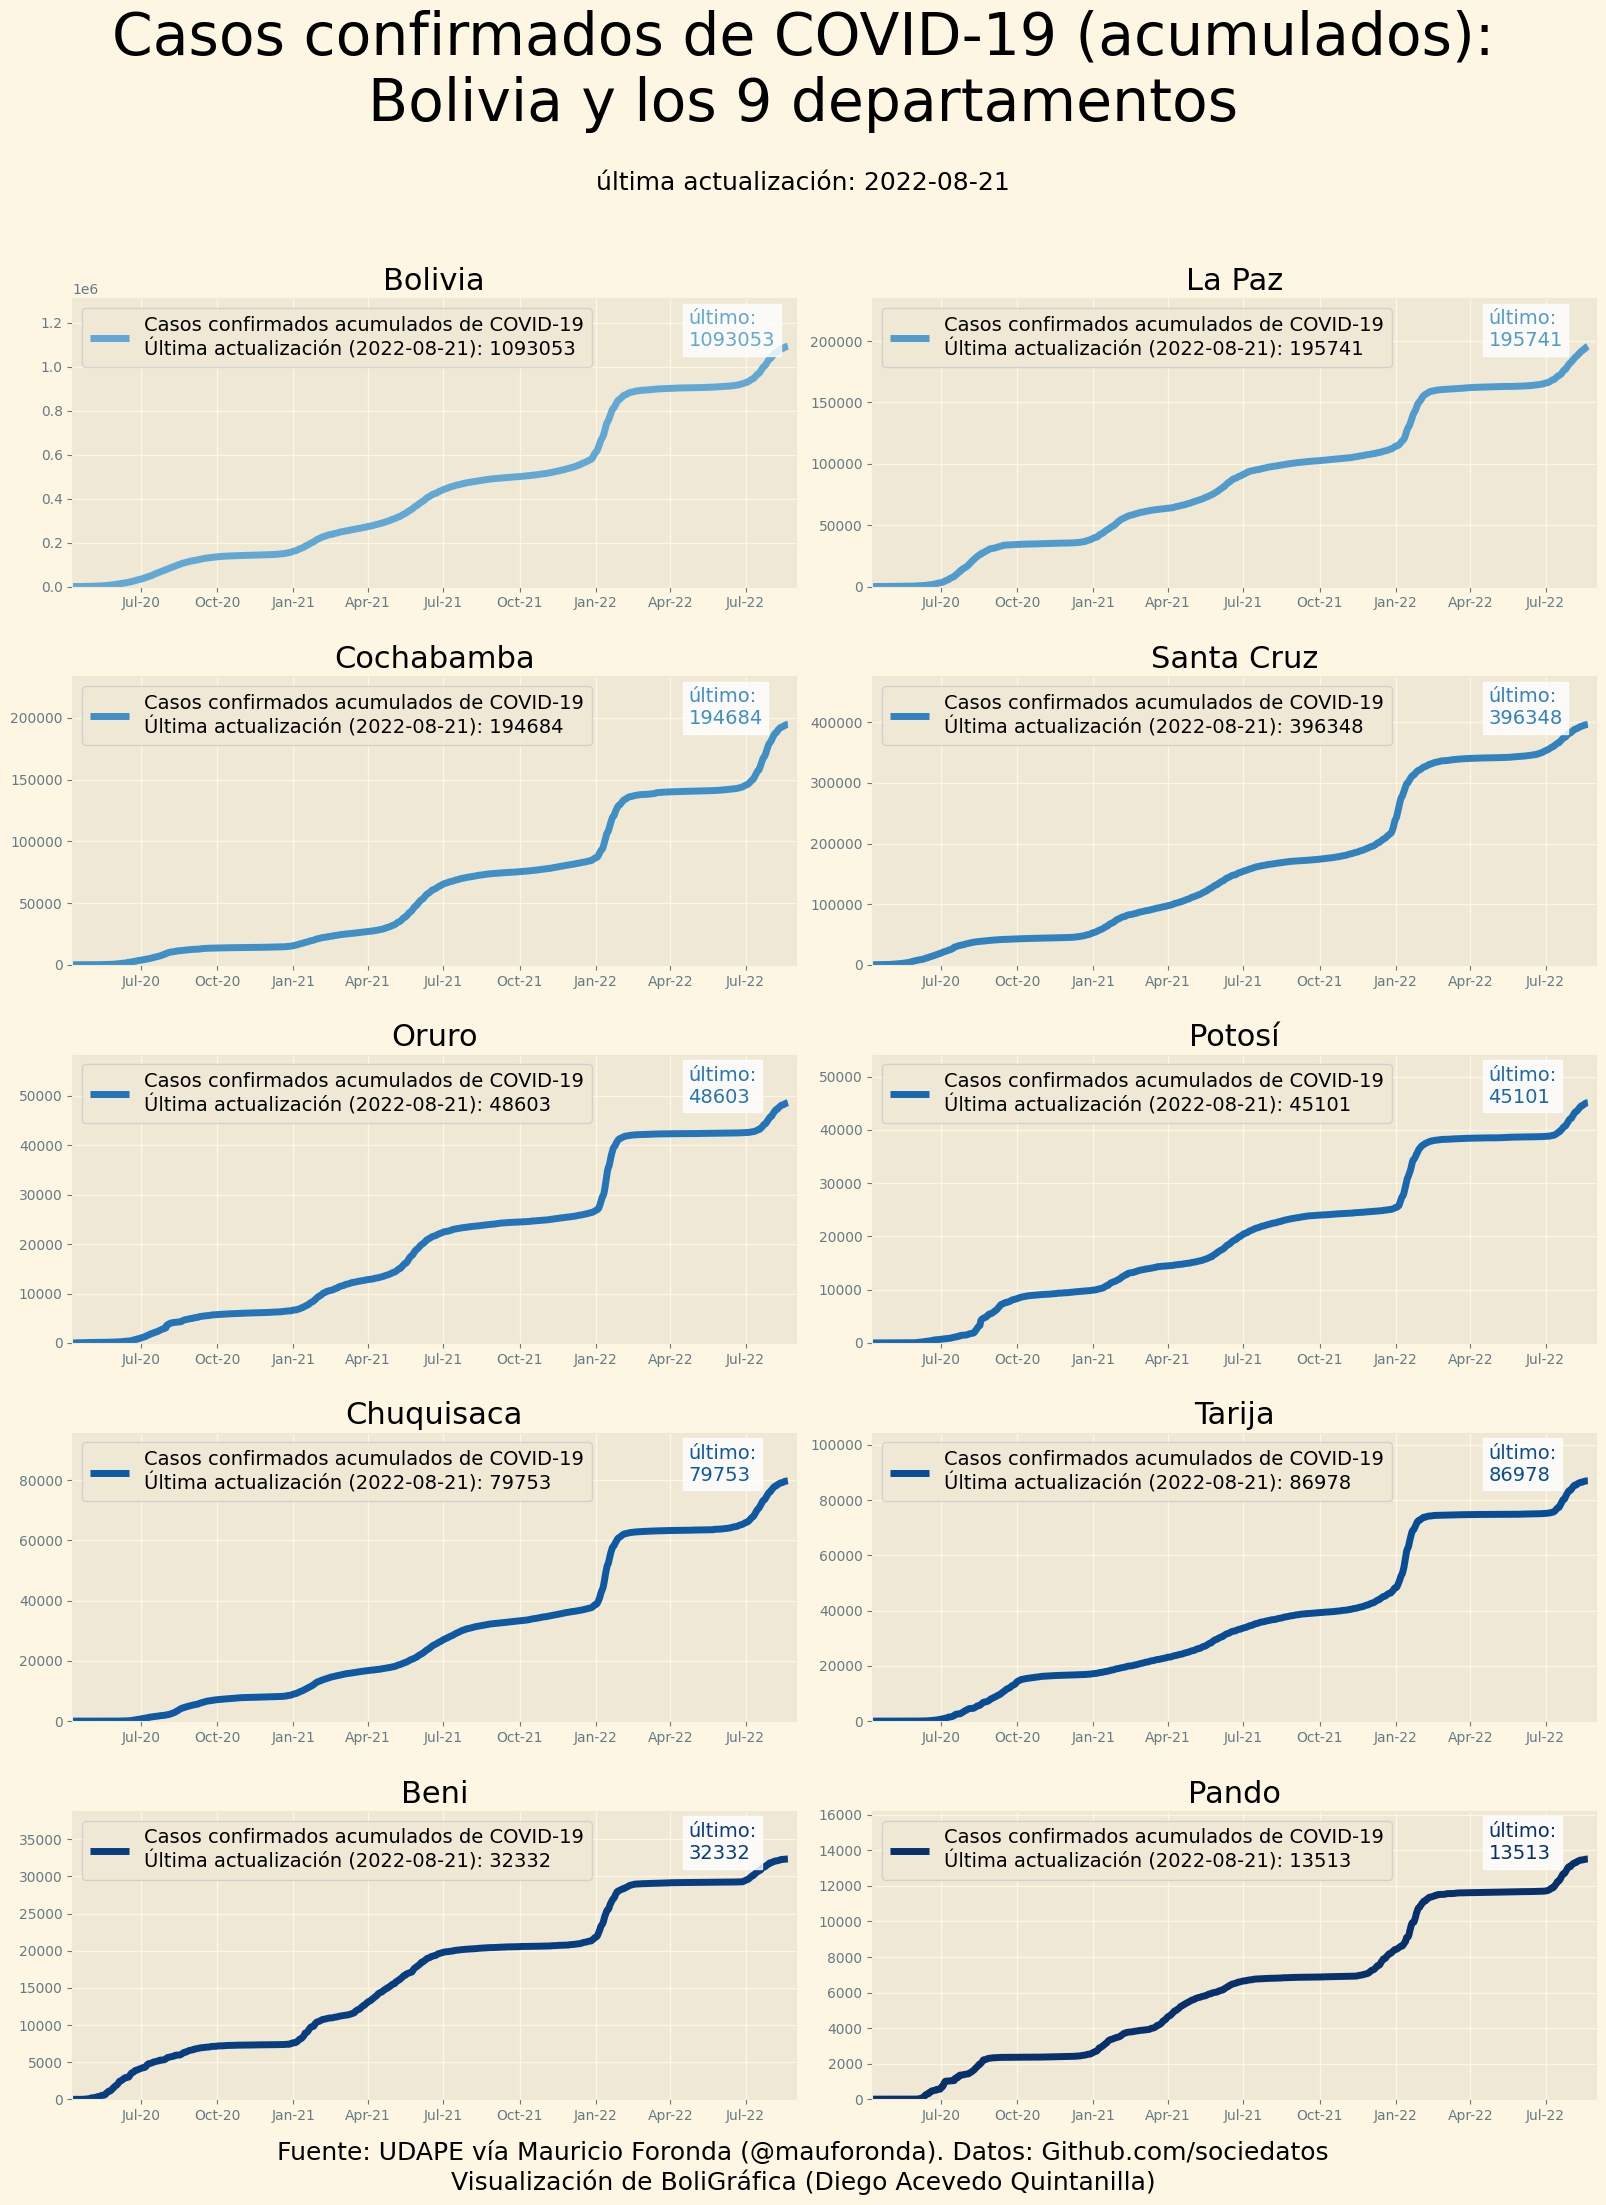 Casos confirmados de COVID-19 (acumulados):
Bolivia y los 9 departamentos
última actualización: 2022-08-21
Bolivia
1e6
Casos confirmados acumulados de COVID-19
Última actualización (2022-08-21): 1093053
último:
1093053
1.2
1.0
0.8
0.6
0.4
0.2
0.0
Jul-20 Oct-20 Jan-21 Apr-21 Jul-21 Oct-21 Jan-22 Apr-22 Jul-22
La Paz
Casos confirmados acumulados de COVID-19
Última actualización (2022-08-21): 195741
último:
195741
200000
150000
100000
50000
0
Jul-20 Oct-20 Jan-21 Apr-21 Jul-21 Oct-21 Jan-22 Apr-22 Jul-22
Cochabamba
Casos confirmados acumulados de COVID-19
Última actualización (2022-08-21): 194684
último:
194684
200000
150000
100000
50000
0
Jul-20 Oct-20 Jan-21 Apr-21 Jul-21 Oct-21 Jan-22 Apr-22 Jul-22
Santa Cruz
Casos confirmados acumulados de COVID-19
Última actualización (2022-08-21): 396348
último:
396348
400000
300000
200000
100000
0
Jul-20 Oct-20 Jan-21 Apr-21 Jul-21 Oct-21 Jan-22 Apr-22 Jul-22
Oruro
Casos confirmados acumulados de COVID-19
Última actualización (2022-08-21): 48603
último:
48603
50000
40000
30000
20000
10000
0
Jul-20 Oct-20 Jan-21 Apr-21 Jul-21 Oct-21 Jan-22 Apr-22 Jul-22
Potosí
Casos confirmados acumulados de COVID-19
Última actualización (2022-08-21): 45101
último:
45101
50000
40000
30000
20000
10000
0
Jul-20 Oct-20 Jan-21 Apr-21 Jul-21 Oct-21 Jan-22 Apr-22 Jul-22
Chuquisaca
Casos confirmados acumulados de COVID-19
Última actualización (2022-08-21): 79753
último:
79753
80000
60000
40000
20000
0
Jul-20 Oct-20 Jan-21 Apr-21 Jul-21 Oct-21 Jan-22 Apr-22 Jul-22
Tarija
Casos confirmados acumulados de COVID-19
Última actualización (2022-08-21): 86978
último:
86978
100000
80000
60000
40000
20000
0
Jul-20 Oct-20 Jan-21 Apr-21 Jul-21 Oct-21 Jan-22 Apr-22 Jul-22
Beni
Casos confirmados acumulados de COVID-19
Última actualización (2022-08-21): 32332
último:
32332
35000
30000
25000
20000
15000
10000
5000
0
Jul-20 Oct-20 Jan-21 Apr-21 Jul-21 Oct-21 Jan-22 Apr-22 Jul-22
Pando
Casos confirmados acumulados de COVID-19
Última actualización (2022-08-21): 13513
último:
13513
16000
14000
12000
10000
8000
6000
4000
2000
0
Jul-20 Oct-20 Jan-21 Apr-21 Jul-21 Oct-21 Jan-22 Apr-22 Jul-22
Fuente: UDAPE vía Mauricio Foronda (@mauforonda). Datos: Github.com/sociedatos
Visualización de BoliGráfica (Diego Acevedo Quintanilla)